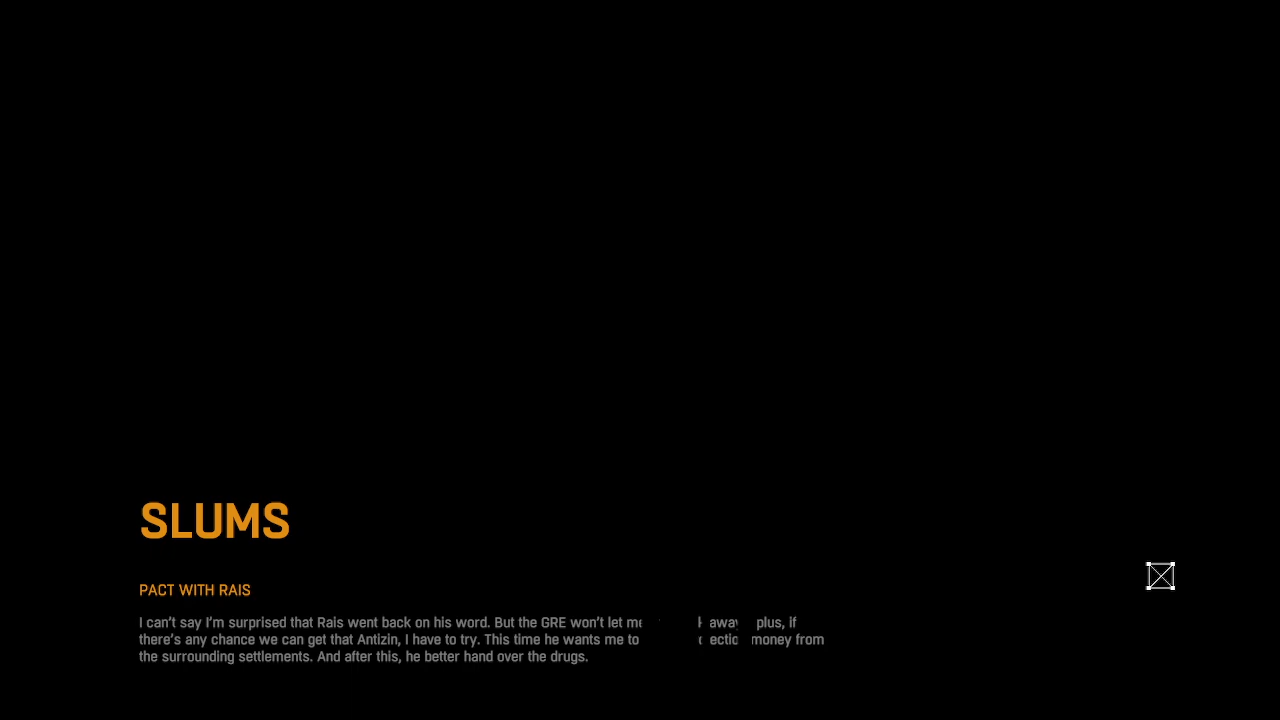 SLUMS
PACT WITH RAIS
I can't say I'm surprised that Rais went back on his word. But the GRE won't let me away plus, if
there's any chance we can get that Antizin, I have to try. This time he wants me to money from
the surrounding settlements. And after this, he better hand over the drugs.